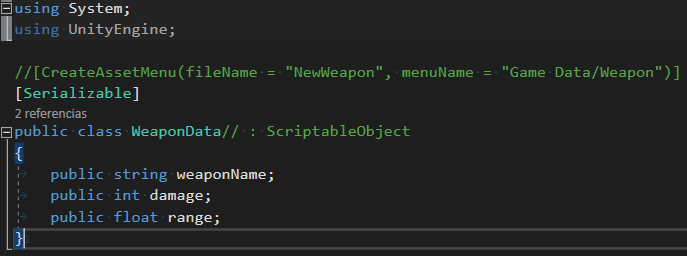 using System;
using UnityEngine;
//[CreateAssetMenu(fileName = "NewWeapon", menuName = "Game Data/Weapon")]
[Serializable]
2 referencias
public class WeaponData// : ScriptableObject
{
public string weaponName;
public int damage;
public float range;
}